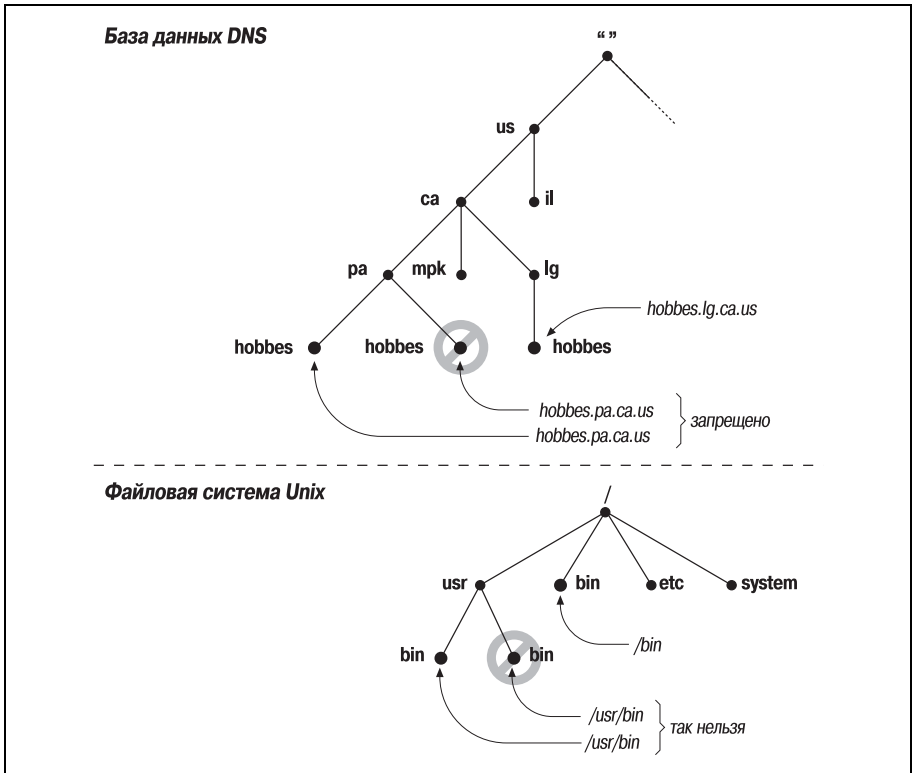 База данных DNS
“ ”
us
ca
il
pa
mpk
lg
hobbes.lg.ca.us
hobbes
hobbes
hobbes
hobbes.pa.ca.us
запрещено
hobbes.pa.ca.us
Файловая система Unix
/
usr
bin
etc
system
/bin
bin
bin
/usr/bin
так нельзя
/usr/bin